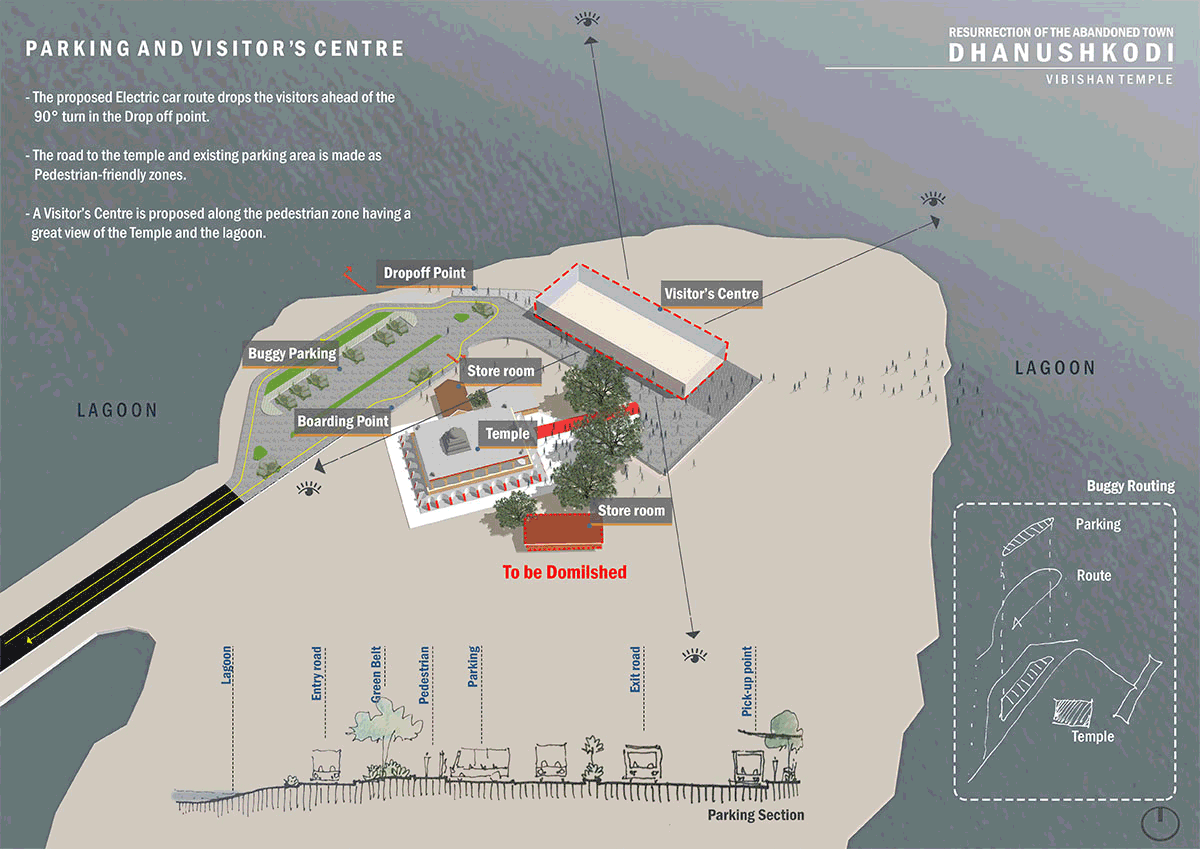 PARKING AND VISITOR'S CENTRE
RESURRECTION OF THE ABANDONED TOWN
DHANUSHKODI
VIBISHAN TEMPLE
- The proposed Electric car route drops the visitors ahead of the
90° turn in the Drop off point.
- The road to the temple and existing parking area is made as
Pedestrian-friendly zones.
- A Visitor's Centre is proposed along the pedestrian zone having a
great view of the Temple and the lagoon.
Dropoff Point
Visitor's Centre
Buggy Parking
Store room
LAGOON
LAGOON
Boarding Point
Temple
Store room
To be Domilshed
Buggy Routing
Parking
Route
Temple
Lagoon
Entry road
Green Belt
Pedestrian
Parking
Exit road
Pick-up point
Parking Section